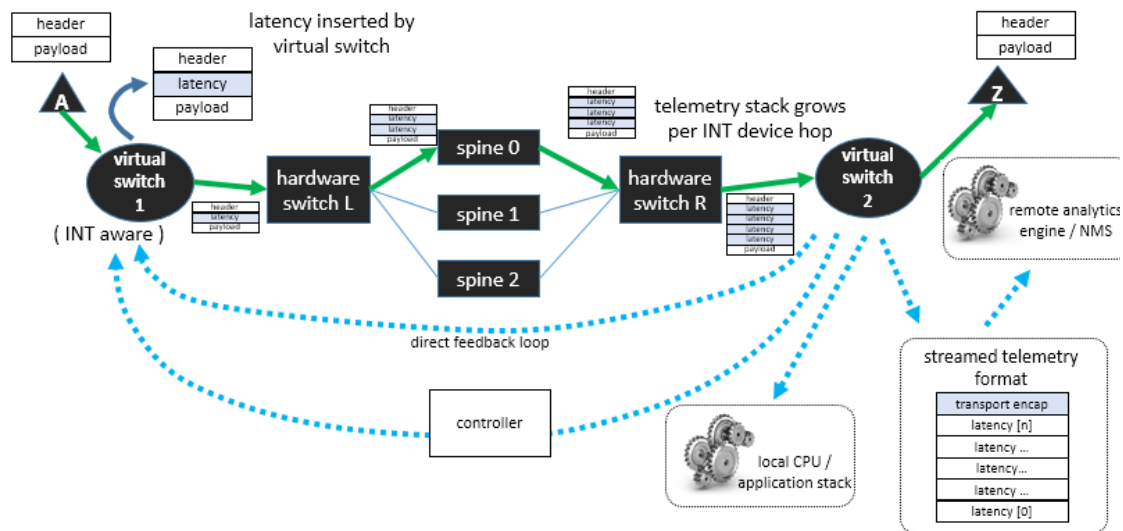 header
payload
latency inserted by
virtual switch
header
latency
payload
header
payload
A
Z
header
latency
latency
payload
header
latency
latency
latency
payload
telemetry stack grows
per INT device hop
virtual
switch
1
( INT aware )
header
latency
payload
hardware
switch L
spine 0
spine 1
spine 2
hardware
switch R
header
latency
latency
latency
latency
payload
virtual
switch
2
remote analytics
engine / NMS
direct feedback loop
controller
local CPU /
application stack
streamed telemetry
format
transport encap
latency [n]
latency ...
latency...
latency ...
latency [0]